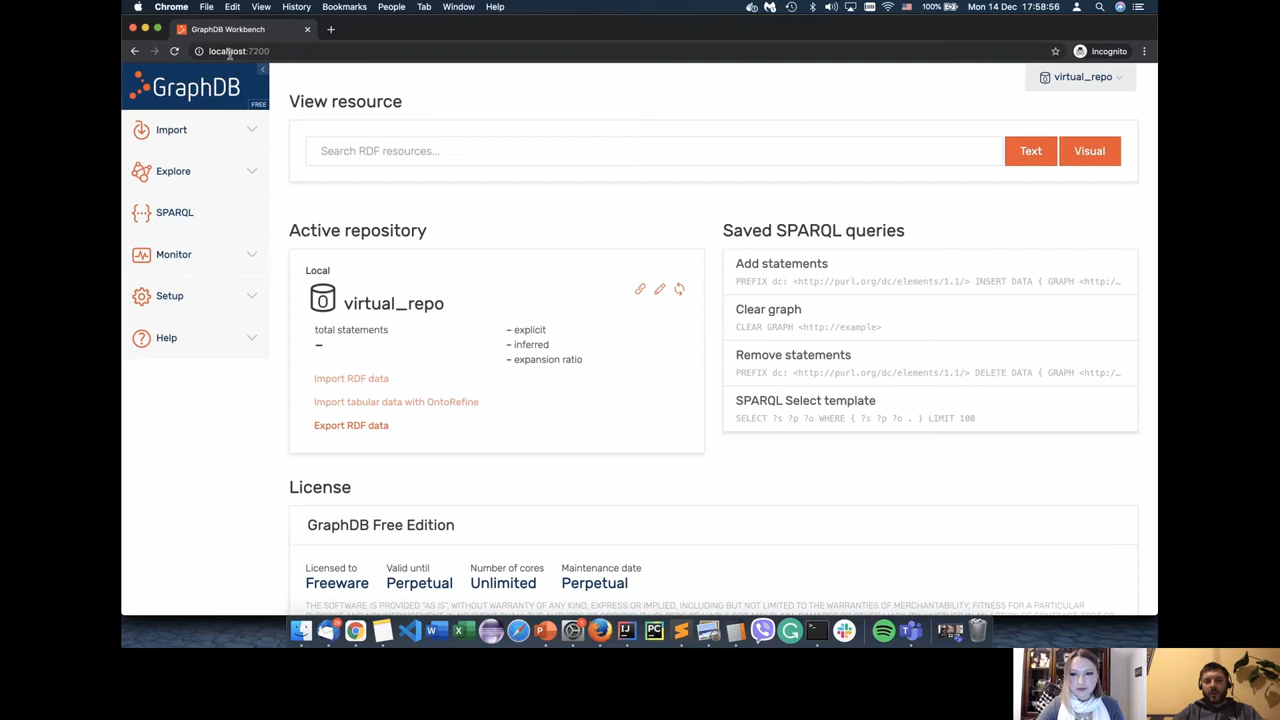 Chrome File Edit View History Bookmarks People Tab Window Help 100% Mon 14 Dec 17:58:56
GraphDB Workbench
localhost:7200 Incognito
GraphDB
FREE
virtual_repo
Import
Explore
SPARQL
Monitor
Setup
Help
View resource
Search RDF resources... Text Visual
Active repository
Local
virtual_repo
total statements
–
– explicit
– inferred
– expansion ratio
Import RDF data
Import tabular data with OntoRefine
Export RDF data
Saved SPARQL queries
Add statements
PREFIX dc: <http://purl.org/dc/elements/1.1/> INSERT DATA { GRAPH <http:/…
Clear graph
CLEAR GRAPH <http://example>
Remove statements
PREFIX dc: <http://purl.org/dc/elements/1.1/> DELETE DATA { GRAPH <http:/…
SPARQL Select template
SELECT ?s ?p ?o WHERE { ?s ?p ?o . } LIMIT 100
License
GraphDB Free Edition
Licensed to Valid until Number of cores Maintenance date
Freeware Perpetual Unlimited Perpetual
THE SOFTWARE IS PROVIDED "AS IS", WITHOUT WARRANTY OF ANY KIND, EXPRESS OR IMPLIED, INCLUDING BUT NOT LIMITED TO THE WARRANTIES OF MERCHANTABILITY, FITNESS FOR A PARTICULAR